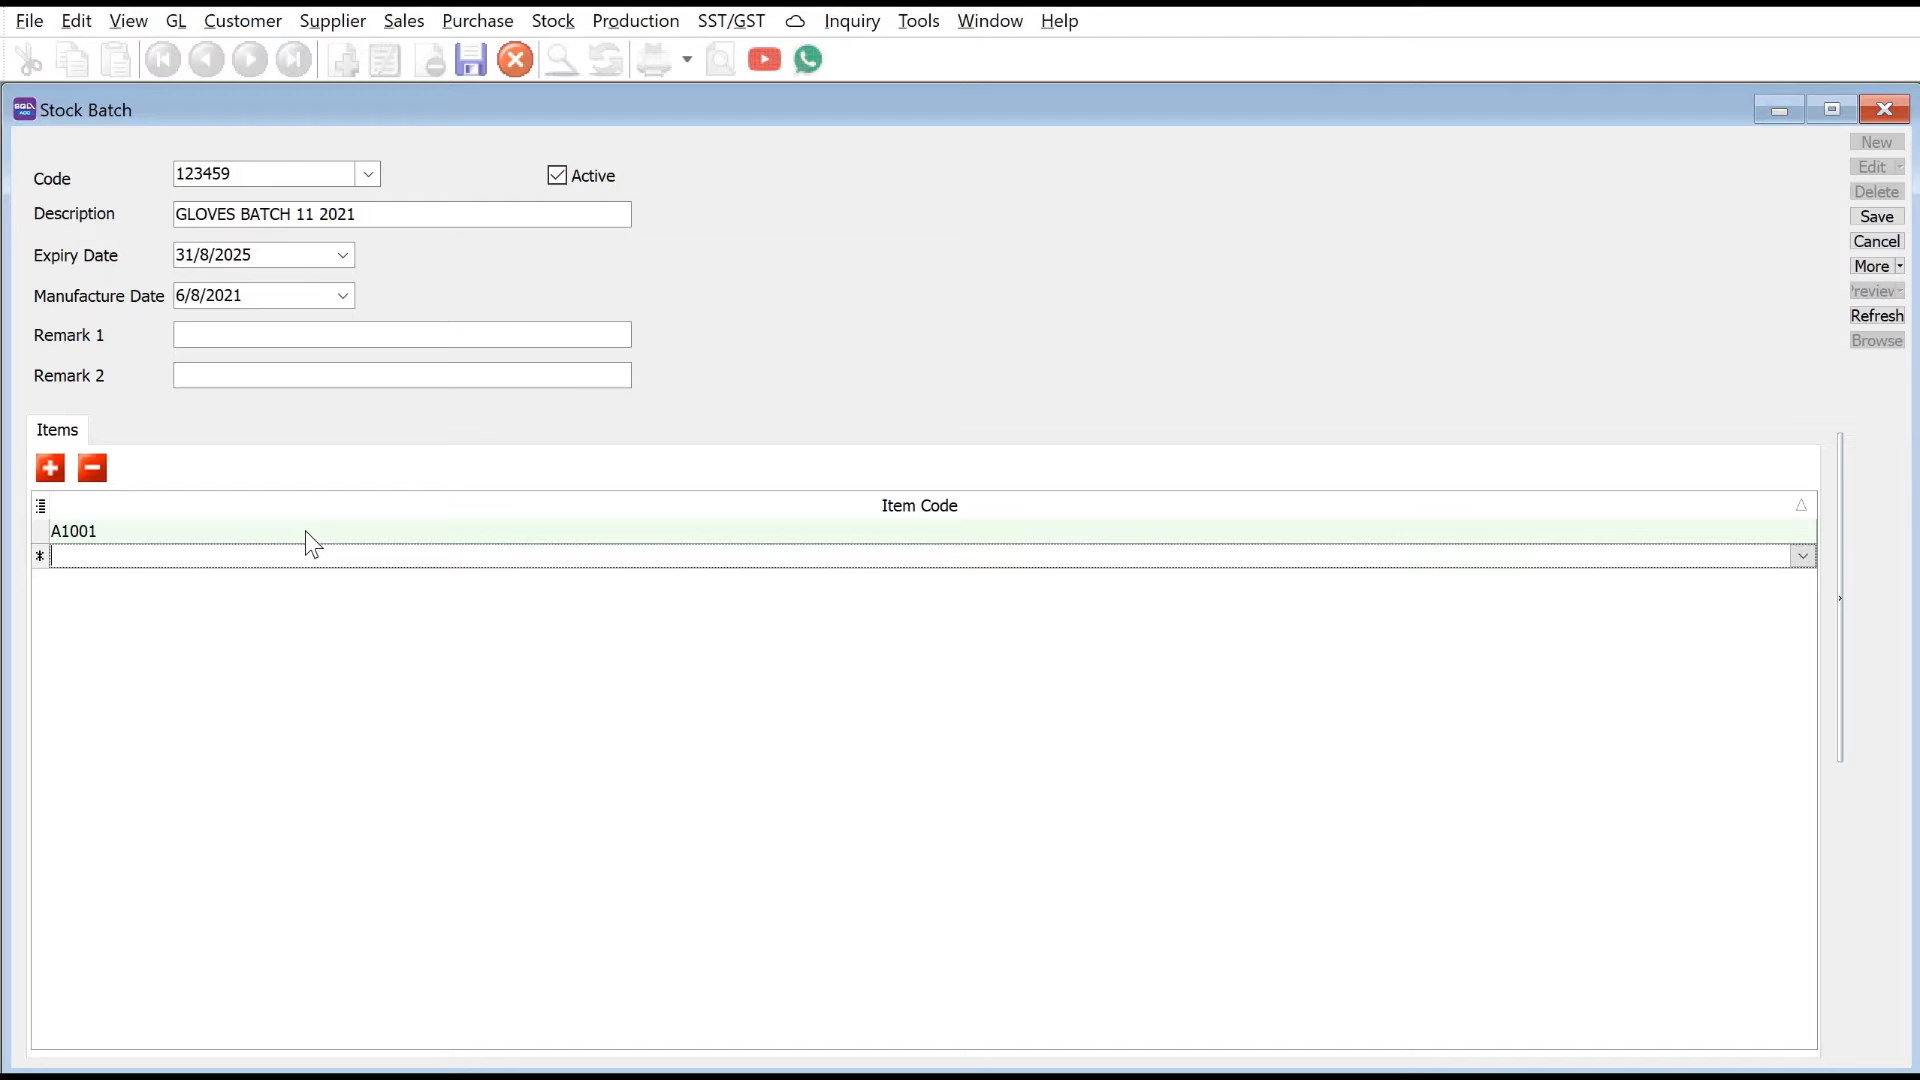 File Edit View GL Customer Supplier Sales Purchase Stock Production SST/GST Inquiry Tools Window Help
Stock Batch
New
Code 123459 Active
Edit
Delete
Description GLOVES BATCH 11 2021 Save
Cancel
Expiry Date 31/8/2025
More
Manufacture Date 6/8/2021
Refresh
Remark 1
Browse
Remark 2
Items
Item Code
A1001
*